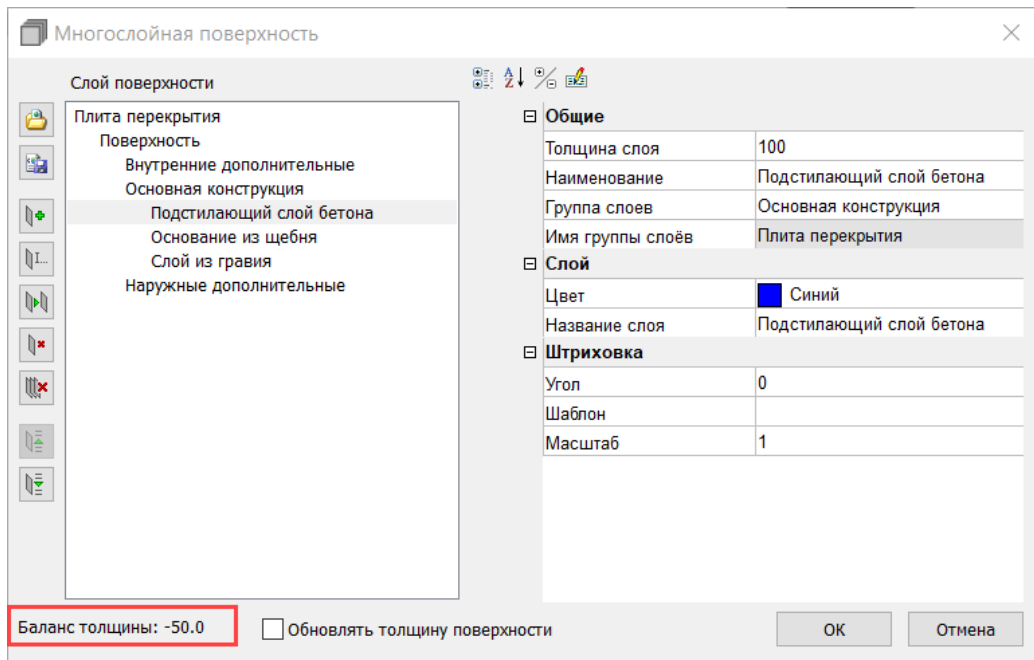 Многослойная поверхность
Слой поверхности
Плита перекрытия
Поверхность
Внутренние дополнительные
Основная конструкция
Подстилающий слой бетона
Основание из щебня
Слой из гравия
Наружные дополнительные
Общие
Толщина слоя 100
Наименование Подстилающий слой бетона
Группа слоев Основная конструкция
Имя группы слоёв Плита перекрытия
Слой
Цвет Синий
Название слоя Подстилающий слой бетона
Штриховка
Угол 0
Шаблон
Масштаб 1
Баланс толщины: -50.0 Обновлять толщину поверхности ОК Отмена